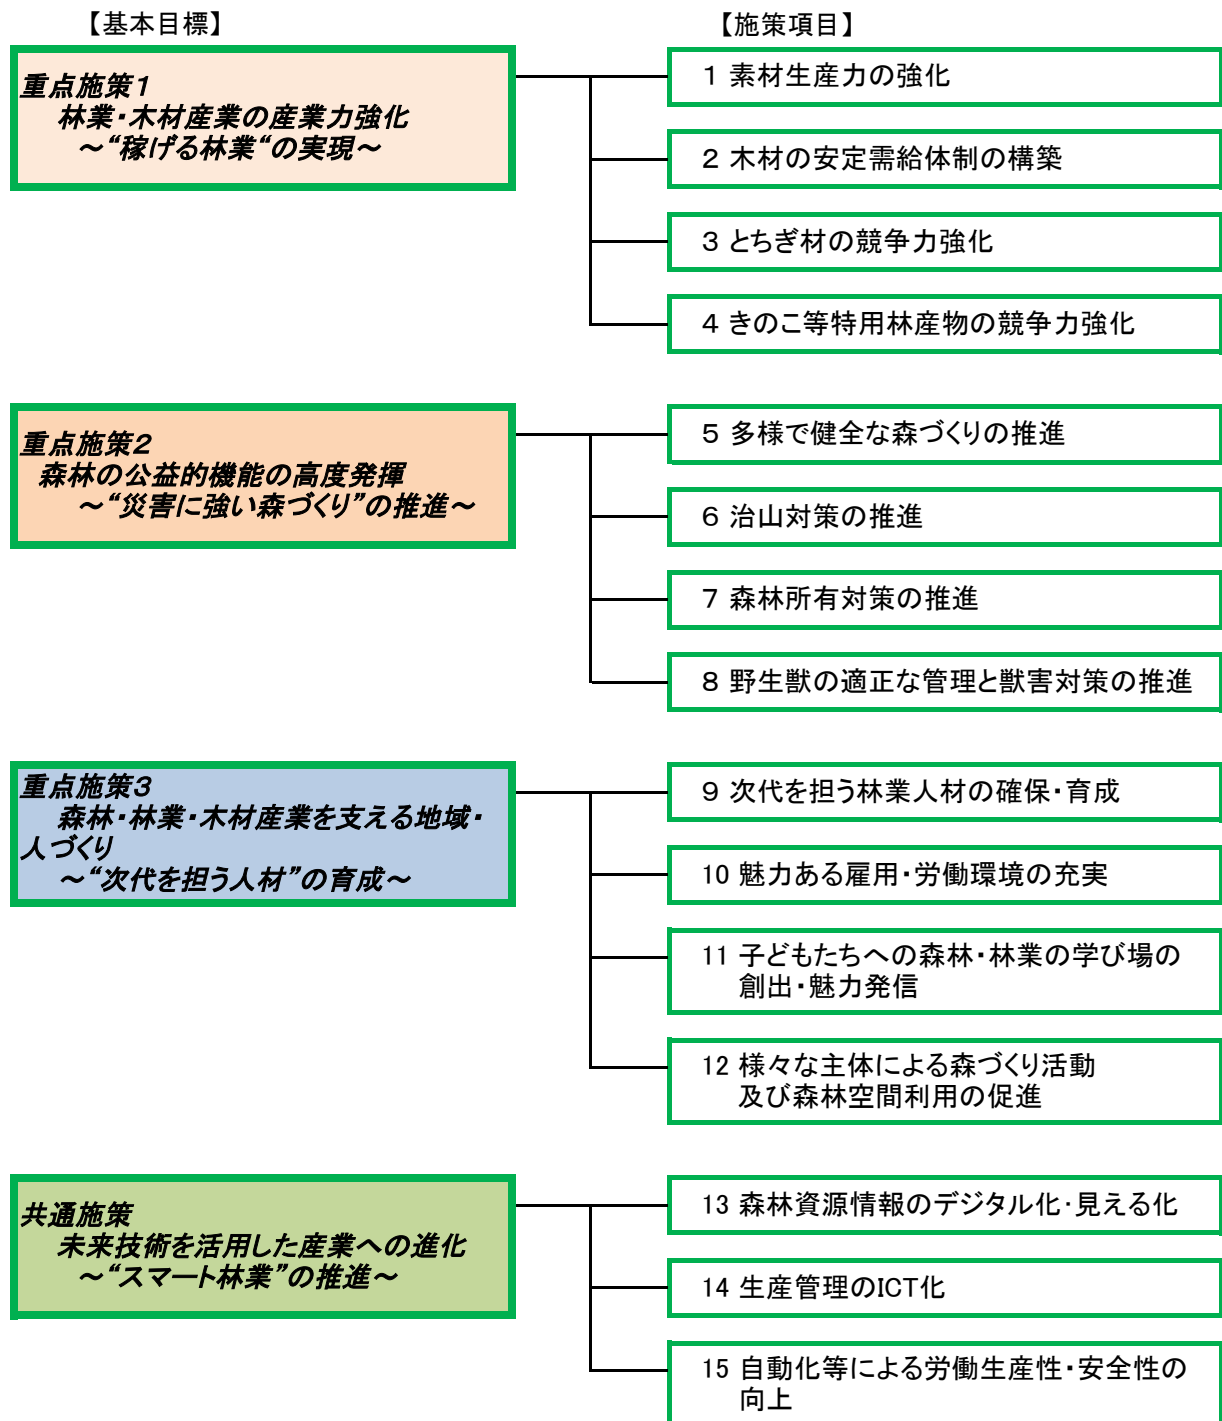 【基本目標】
【施策項目】
重点施策1
林業・木材産業の産業力強化
～“稼げる林業“の実現～
1 素材生産力の強化
2 木材の安定需給体制の構築
3 とちぎ材の競争力強化
4 きのこ等特用林産物の競争力強化
重点施策2
森林の公益的機能の高度発揮
～“災害に強い森づくり”の推進～
5 多様で健全な森づくりの推進
6 治山対策の推進
7 森林所有対策の推進
8 野生獣の適正な管理と獣害対策の推進
重点施策3
森林・林業・木材産業を支える地域・
人づくり
～“次代を担う人材”の育成～
9 次代を担う林業人材の確保・育成
10 魅力ある雇用・労働環境の充実
11 子どもたちへの森林・林業の学び場の
創出・魅力発信
12 様々な主体による森づくり活動
及び森林空間利用の促進
共通施策
未来技術を活用した産業への進化
～“スマート林業”の推進～
13 森林資源情報のデジタル化・見える化
14 生産管理のICT化
15 自動化等による労働生産性・安全性の
向上